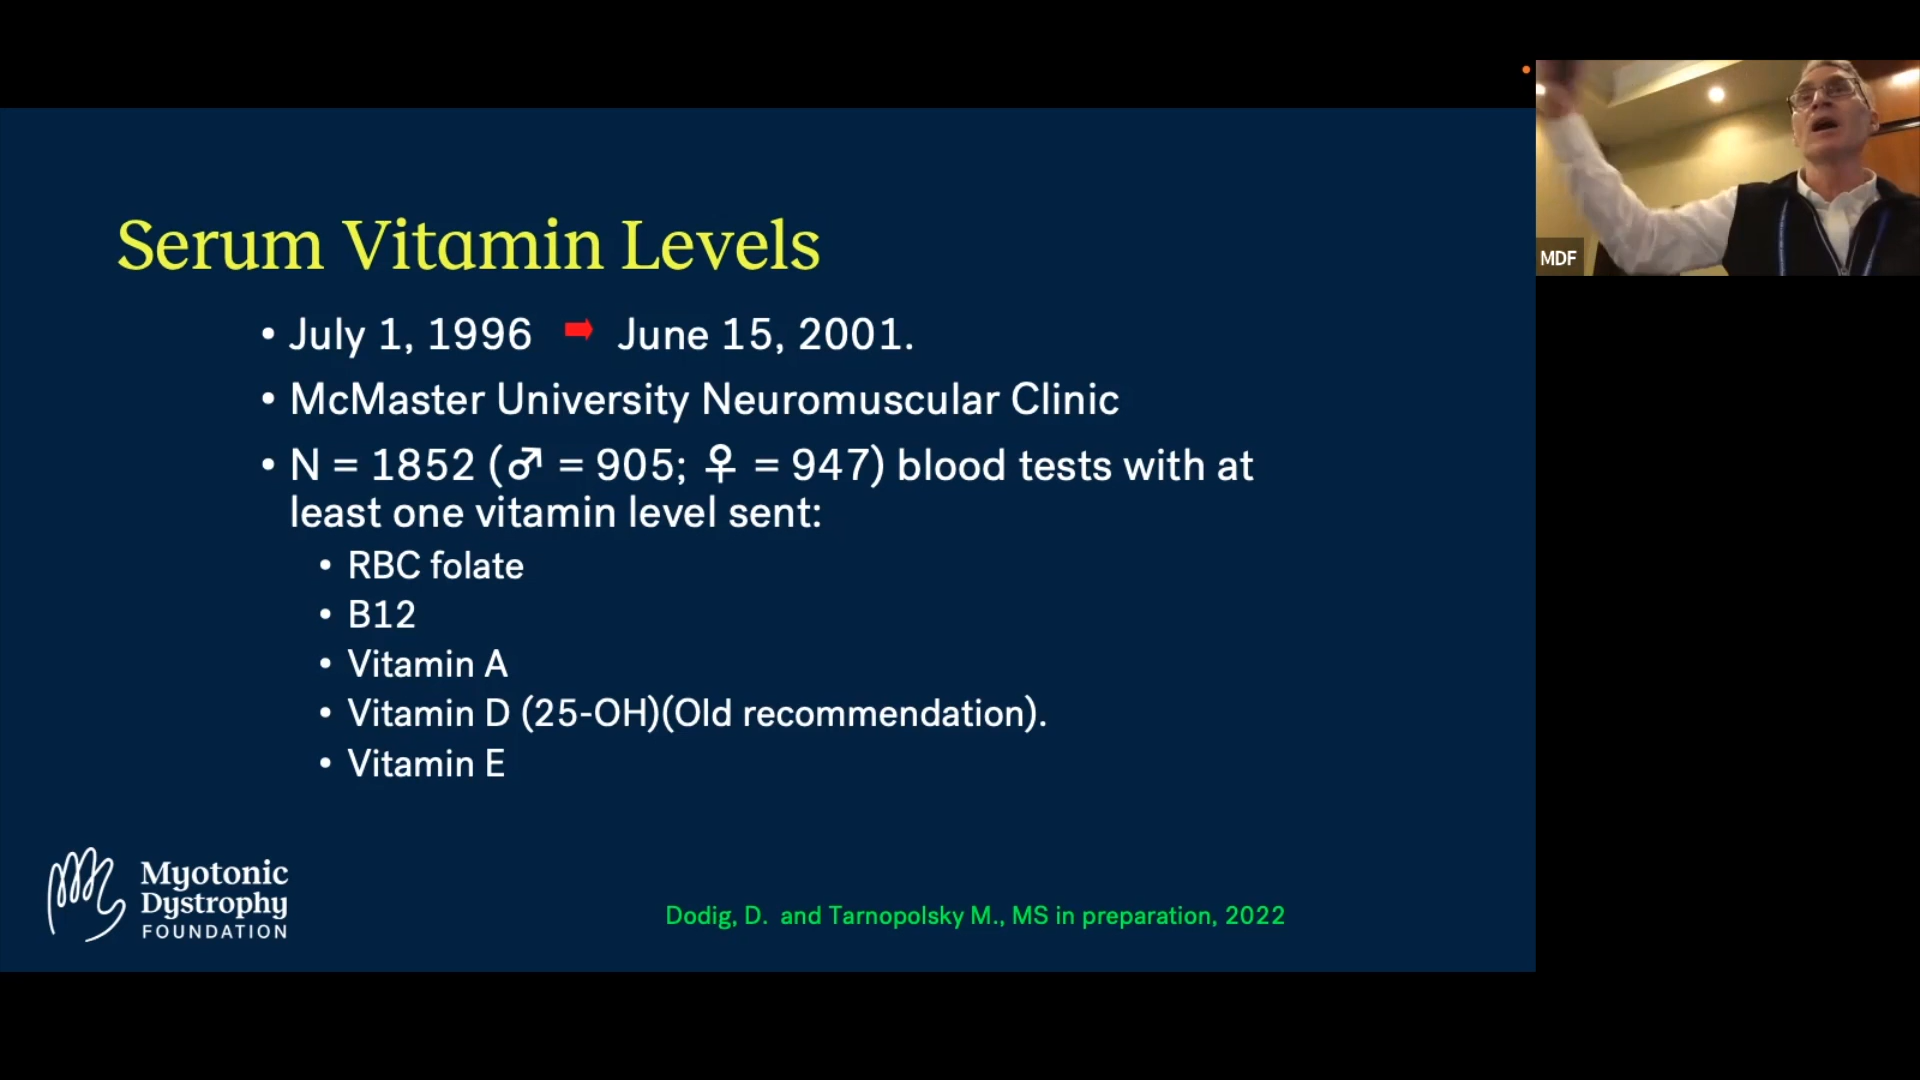 Serum Vitamin Levels
• July 1, 1996 ➡ June 15, 2001.
• McMaster University Neuromuscular Clinic
• N = 1852 (♂ = 905; ♀ = 947) blood tests with at
least one vitamin level sent:
• RBC folate
• B12
• Vitamin A
• Vitamin D (25-OH)(Old recommendation).
• Vitamin E
Myotonic
Dystrophy
FOUNDATION
Dodig, D. and Tarnopolsky M., MS in preparation, 2022
MDF